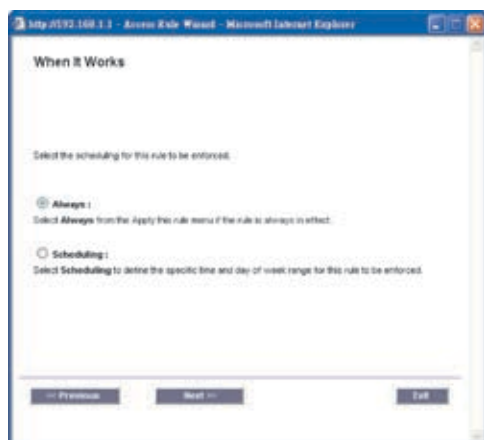 http://192.168.1.1 - Access Rule Wizard - Microsoft Internet Explorer
When It Works
Select the scheduling for this rule to be enforced.
Always :
Select Always from the Apply this rule menu if the rule is always in effect.
Scheduling :
Select Scheduling to define the specific time and day of week range for this rule to be enforced.
<< Previous
Next >>
Exit